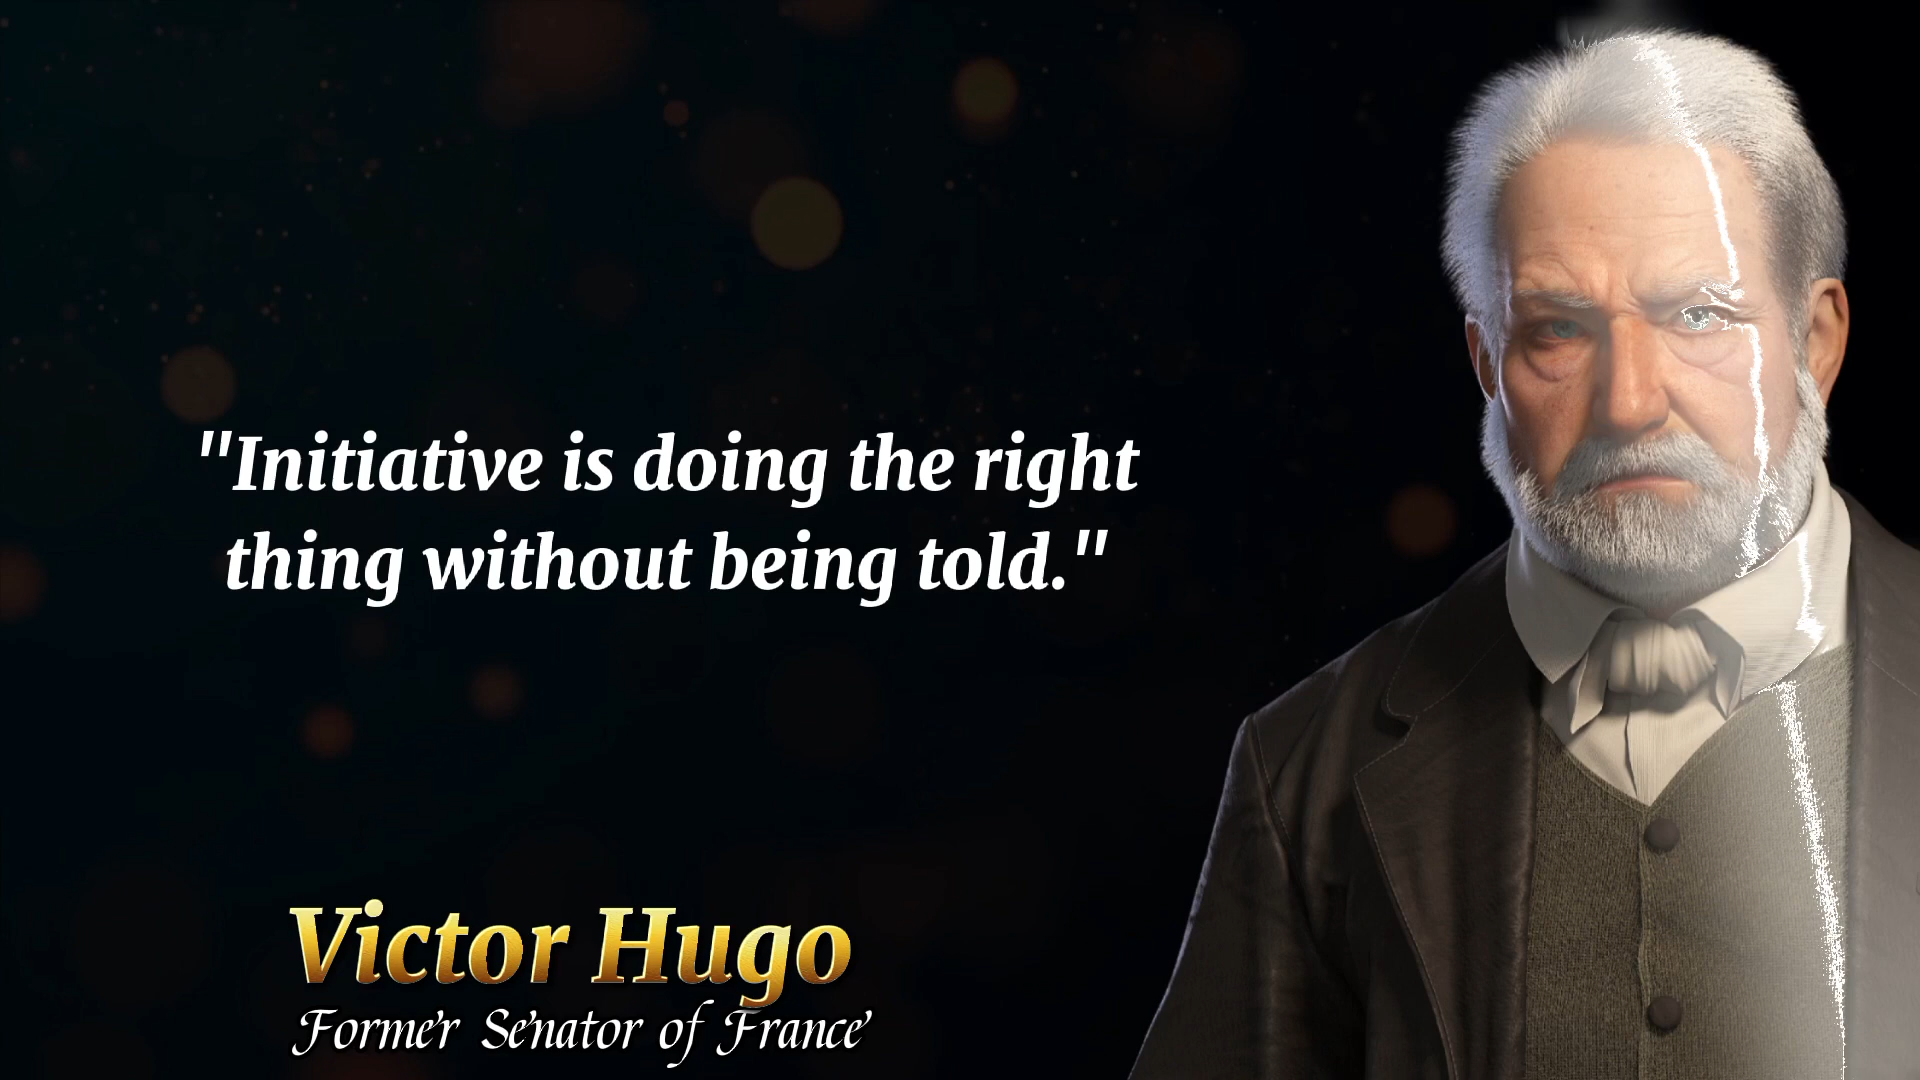 "Initiative is doing the right
thing without being told."
Victor Hugo
Former Senator of France